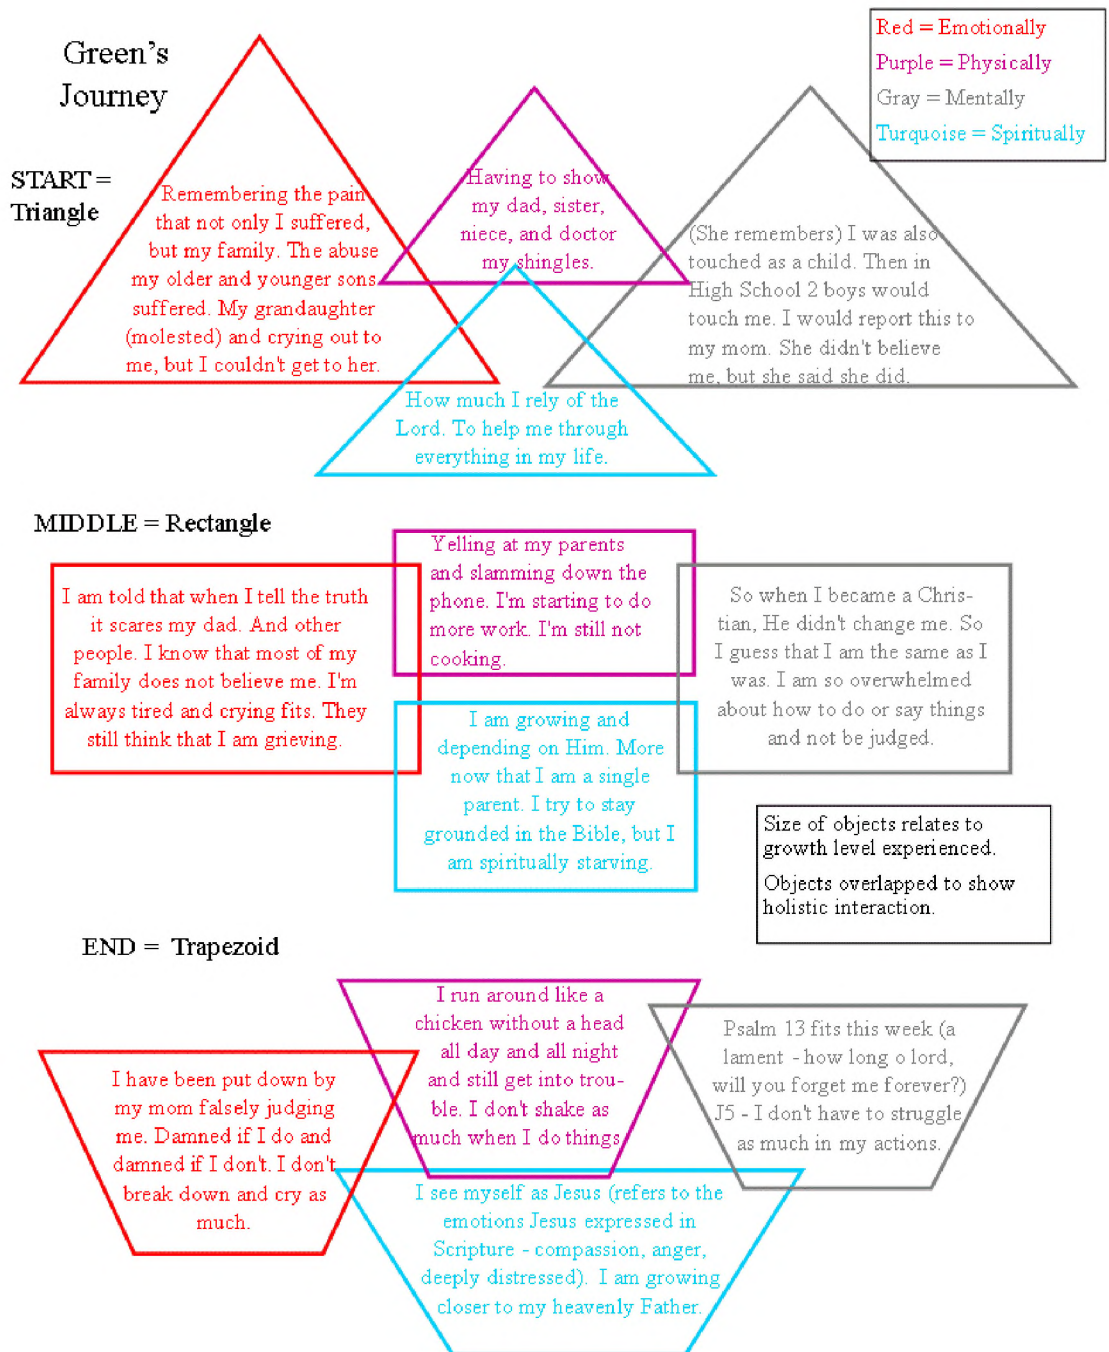 Green's
Journey
Red = Emotionally
Purple = Physically
Gray = Mentally
Turquoise = Spiritually
START =
Triangle
Remembering the pain
that not only I suffered,
but my family. The abuse
my older and younger sons
suffered. My grandaughter
(molested) and crying out to
me, but I couldn't get to her.
Having to show
my dad, sister,
niece, and doctor
my shingles.
(She remembers) I was also
touched as a child. Then in
High School 2 boys would
touch me. I would report this to
my mom. She didn't believe
me, but she said she did.
How much I rely of the
Lord. To help me through
everything in my life.
MIDDLE = Rectangle
I am told that when I tell the truth
it scares my dad. And other
people. I know that most of my
family does not believe me. I'm
always tired and crying fits. They
still think that I am grieving.
Yelling at my parents
and slamming down the
phone. I'm starting to do
more work. I'm still not
cooking.
So when I became a Chris-
tian, He didn't change me. So
I guess that I am the same as I
was. I am so overwhelmed
about how to do or say things
and not be judged.
I am growing and
depending on Him. More
now that I am a single
parent. I try to stay
grounded in the Bible, but I
am spiritually starving.
Size of objects relates to
growth level experienced.
Objects overlapped to show
holistic interaction.
END = Trapezoid
I have been put down by
my mom falsely judging
me. Damned if I do and
damned if I don't. I don't
break down and cry as
much.
I run around like a
chicken without a head
all day and all night
and still get into trou-
ble. I don't shake as
much when I do things
Psalm 13 fits this week (a
lament - how long o lord,
will you forget me forever?)
J5 - I don't have to struggle
as much in my actions.
I see myself as Jesus (refers to the
emotions Jesus expressed in
Scripture - compassion, anger,
deeply distressed). I am growing
closer to my heavenly Father.